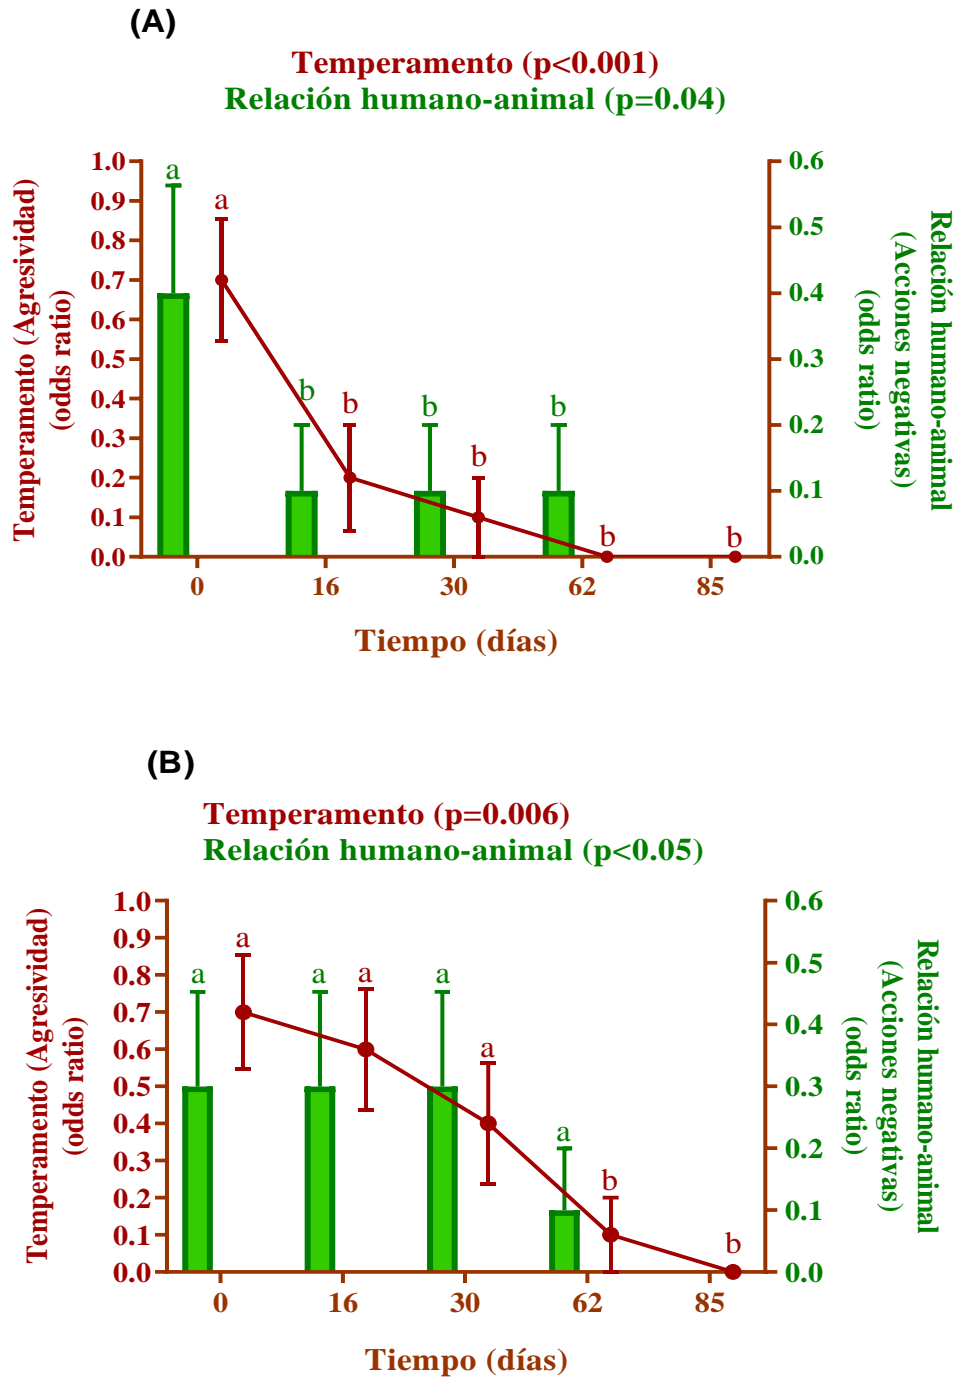 (A)
Temperamento (p<0.001)
Relación humano-animal (p=0.04)
Temperamento (Agresividad)
(odds ratio)
1.0
0.9
0.8
0.7
0.6
0.5
0.4
0.3
0.2
0.1
0.0
a
a
b
b
b
b
b
b
b
0.6
0.5
0.4
0.3
0.2
0.1
0.0
Relación humano-animal
(Acciones negativas)
(odds ratio)
0 16 30 62 85
Tiempo (días)
(B)
Temperamento (p=0.006)
Relación humano-animal (p<0.05)
Temperamento (Agresividad)
(odds ratio)
1.0
0.9
0.8
0.7
0.6
0.5
0.4
0.3
0.2
0.1
0.0
a
a
a
a
a
a
a
b
b
0.6
0.5
0.4
0.3
0.2
0.1
0.0
Relación humano-animal
(Acciones negativas)
(odds ratio)
0 16 30 62 85
Tiempo (días)